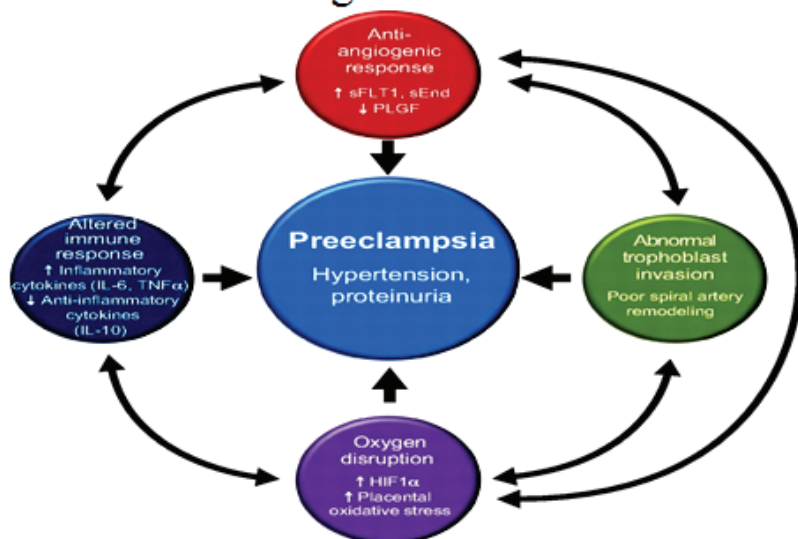 Anti-
angiogenic
response
↑ sFLT1, sEnd
↓ PLGF
Altered
immune
response
↑ Inflammatory
cytokines (IL-6, TNFα)
↓ Anti-inflammatory
cytokines
(IL-10)
Preeclampsia
Hypertension,
proteinuria
Abnormal
trophoblast
invasion
Poor spiral artery
remodeling
Oxygen
disruption
↑ HIF1α
↑ Placental
oxidative stress